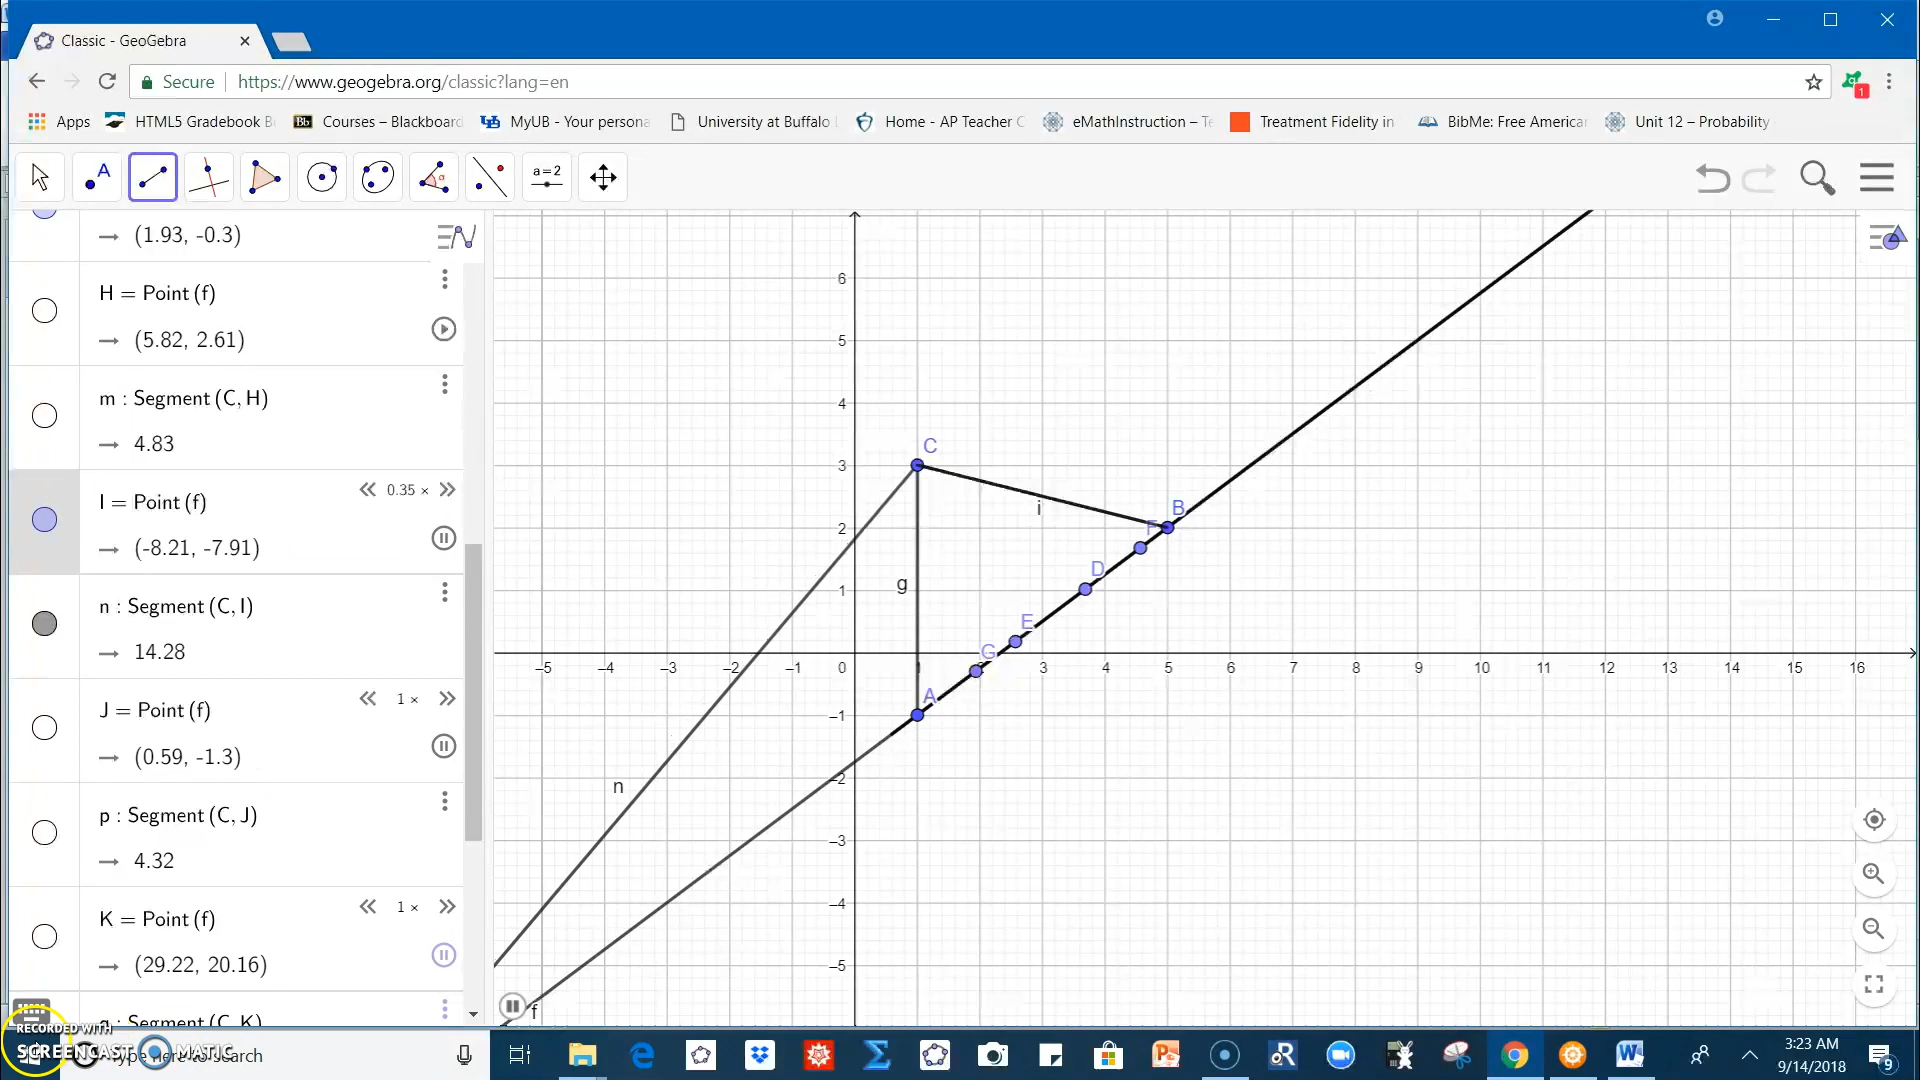 Classic - GeoGebra
Secure https://www.geogebra.org/classic?lang=en
Apps HTML5 Gradebook Courses – Blackboard MyUB - Your persona University at Buffalo Home - AP Teacher C eMathInstruction – Treatment Fidelity in BibMe: Free American Unit 12 – Probability
A
a = 2
→ (1.93, -0.3)
H = Point (f)
→ (5.82, 2.61)
m : Segment (C, H)
→ 4.83
0.35 ×
I = Point (f)
→ (-8.21, -7.91)
n : Segment (C, I)
→ 14.28
J = Point (f) 1 ×
→ (0.59, -1.3)
p : Segment (C, J)
→ 4.32
K = Point (f) 1 ×
→ (29.22, 20.16)
Segment (C, K)
6
5
4
C
3
i
B
2
F
D
g
1
E
G
–5 –4 –3 –2 –1 0 1 3 4 5 6 7 8 9 10 11 12 13 14 15 16
A
–1
–2
n
–3
–4
–5
f
RECORDED WITH
SCREENCAST MATIC
here to search
3:23 AM
9/14/2018
9